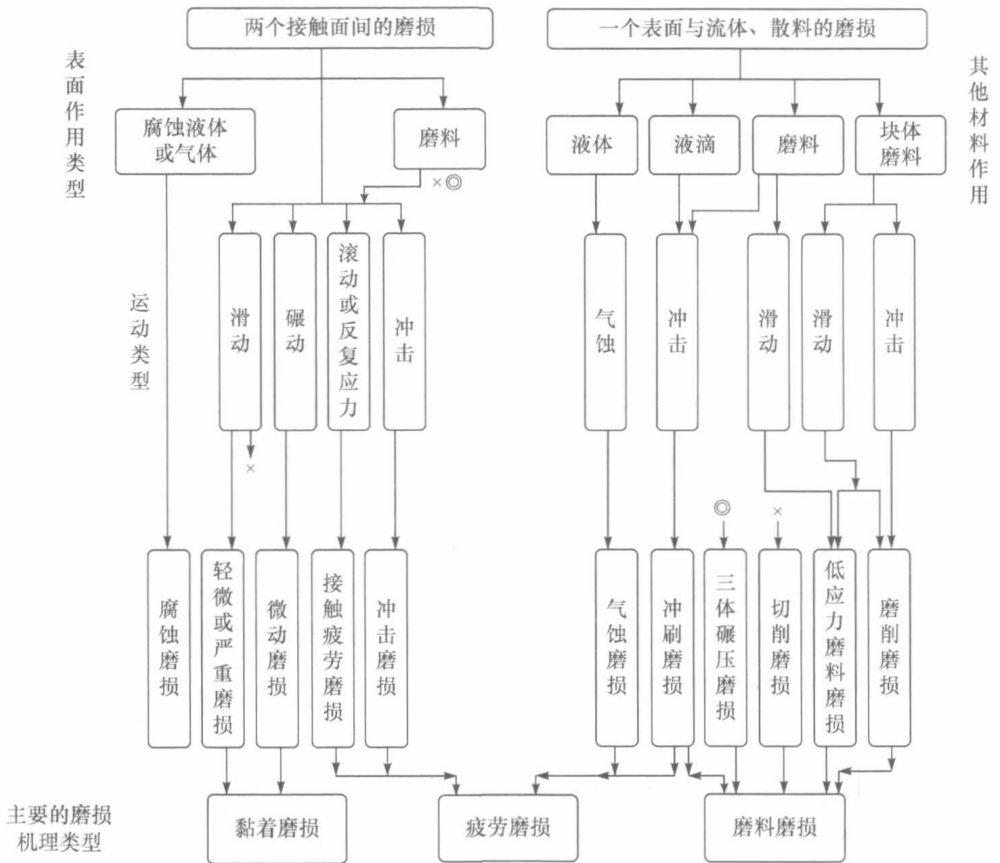 两个接触面间的磨损
一个表面与流体、散料的磨损
表面作用类型
其他材料作用
腐蚀液体
或气体
磨料
液体
液滴
磨料
块体
磨料
×◎
运动类型
滑动
碾动
滚动或反复应力
冲击
气蚀
冲击
滑动
滑动
冲击
×
◎
×
腐蚀磨损
轻微或严重磨损
微动磨损
接触疲劳磨损
冲击磨损
气蚀磨损
冲刷磨损
三体碾压磨损
切削磨损
低应力磨料磨损
磨削磨损
主要的磨损
机理类型
黏着磨损
疲劳磨损
磨料磨损